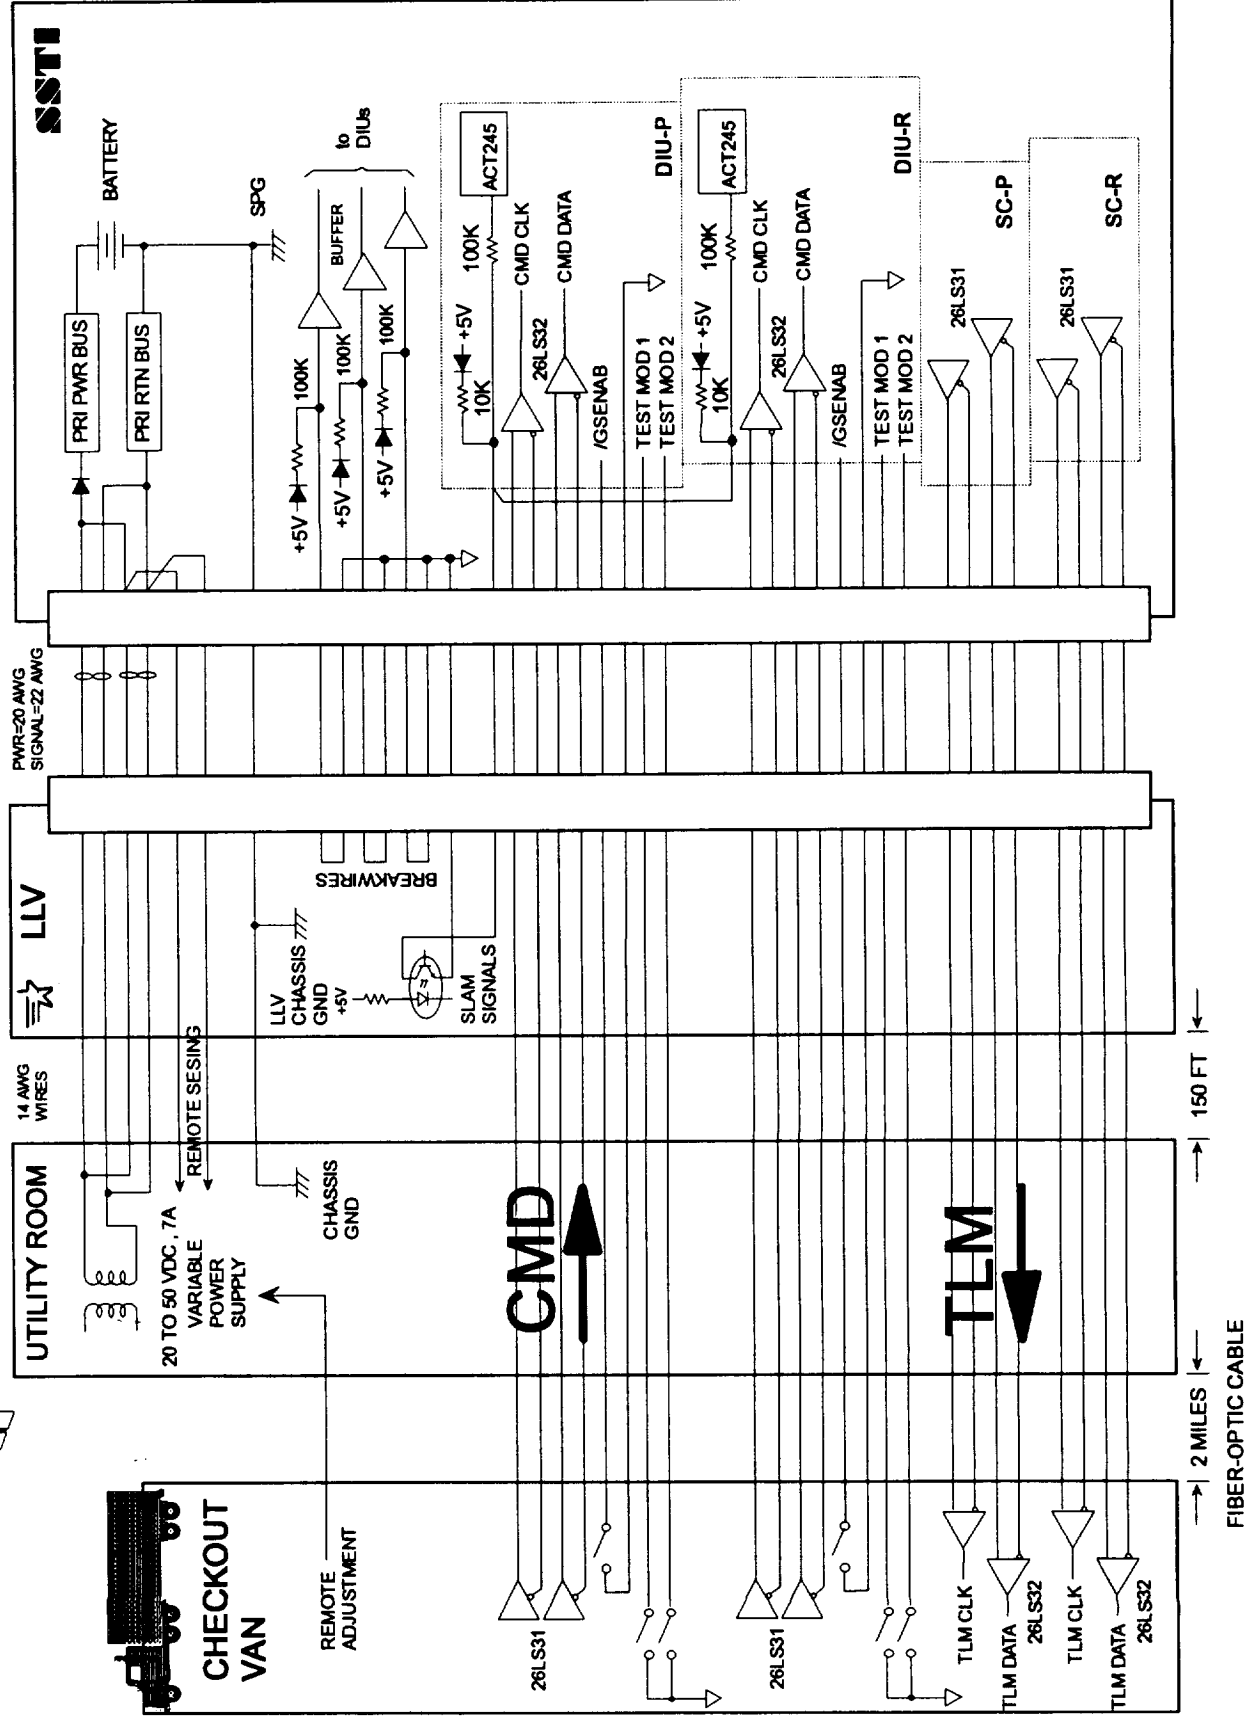 CHECKOUT
VAN
REMOTE
ADJUSTMENT
26LS31
26LS31
TLM CLK
TLM DATA
26LS32
TLM CLK
TLM DATA
26LS32
2 MILES
FIBER-OPTIC CABLE
UTILITY ROOM
20 TO 50 VDC , 7A
VARIABLE
POWER
SUPPLY
CHASSIS
GND
CMD
TLM
14 AWG
WIRES
REMOTE SESING
150 FT
LLV
LLV
CHASSIS
GND
+5V
SLAM
SIGNALS
BREAKWIRES
PWR=20 AWG
SIGNAL=22 AWG
SSTI
PRI PWR BUS
PRI RTN BUS
BATTERY
SPG
+5V
100K
+5V
100K
+5V
100K
BUFFER
to
DIUs
10K
+5V
100K
ACT245
CMD CLK
26LS32
CMD DATA
/GSENAB
TEST MOD 1
TEST MOD 2
DIU-P
10K
+5V
100K
ACT245
CMD CLK
26LS32
CMD DATA
/GSENAB
TEST MOD 1
TEST MOD 2
DIU-R
26LS31
SC-P
26LS31
SC-R